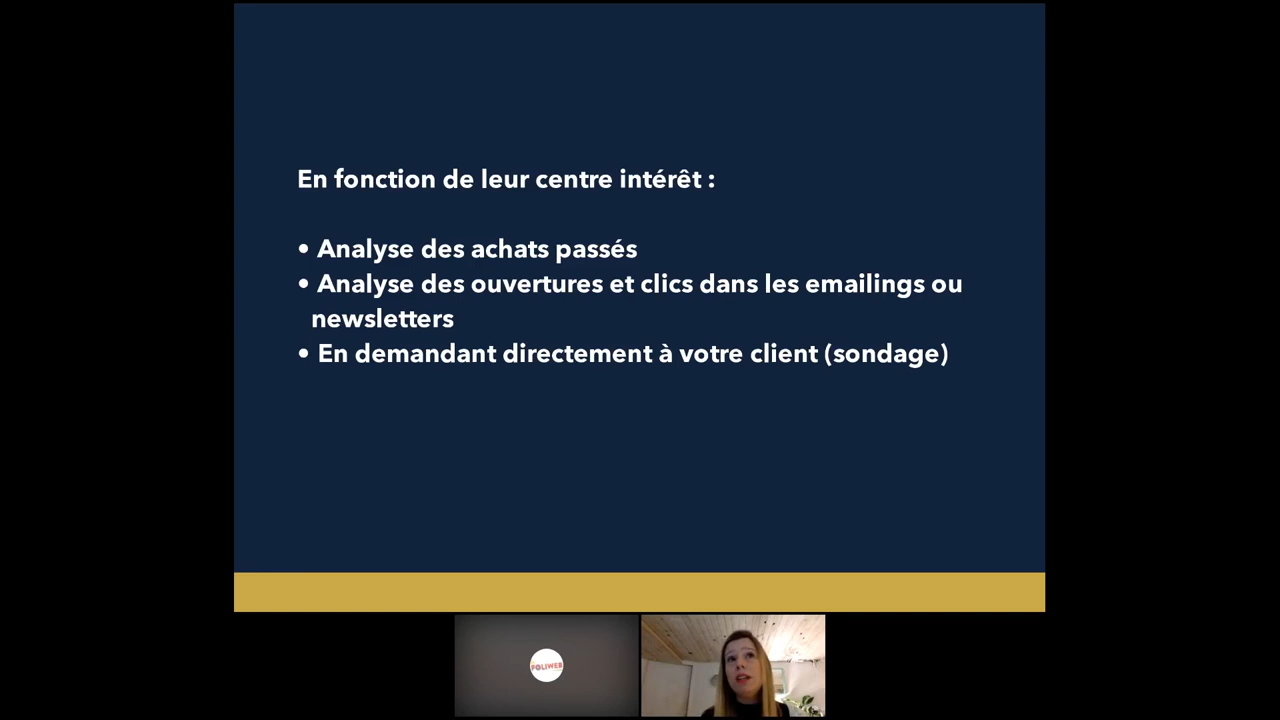 En fonction de leur centre intérêt :
• Analyse des achats passés
• Analyse des ouvertures et clics dans les emailings ou
newsletters
• En demandant directement à votre client (sondage)
FOLIWEB